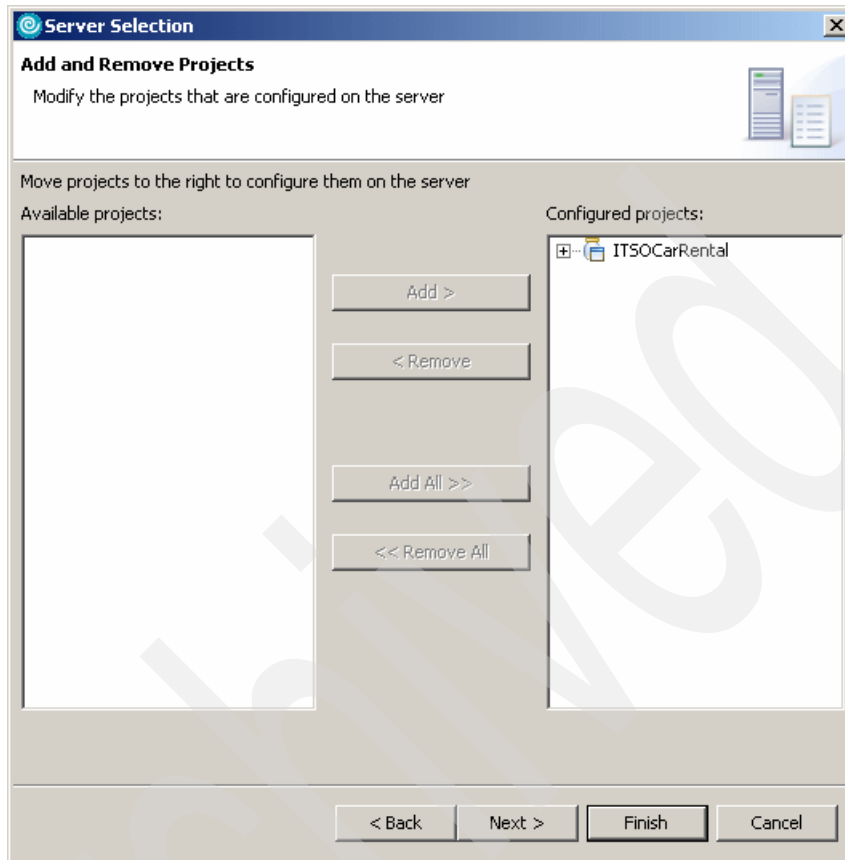 Server Selection
Add and Remove Projects
Modify the projects that are configured on the server
Move projects to the right to configure them on the server
Available projects:
Configured projects:
ITSOCarRental
Add >
< Remove
Add All >>
<< Remove All
< Back
Next >
Finish
Cancel